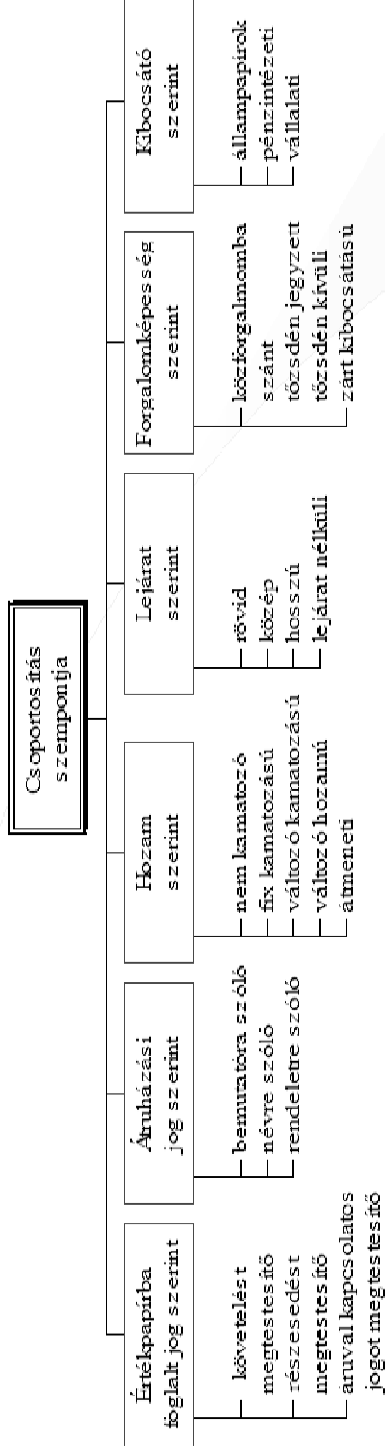 Csoportosítás
szempontja
Értékpapírba
foglalt jog szerint
követelést
megtestesítő
részesedést
megtestesítő
áruval kapcsolatos
jogot megtestesítő
Átruházási
jog szerint
bemutatóra szóló
névre szóló
rendeletre szóló
Hozam
szerint
nem kamatozó
fix kamatozású
változó kamatozású
változó hozamú
átmeneti
Lejárat
szerint
rövid
közép
hosszú
lejárat nélküli
Forgalomképesség
szerint
közforgalmomba
szánt
tőzsdén jegyzett
tőzsdén kívüli
zárt kibocsátású
Kibocsátó
szerint
állampapírok
pénzintézeti
vállalati